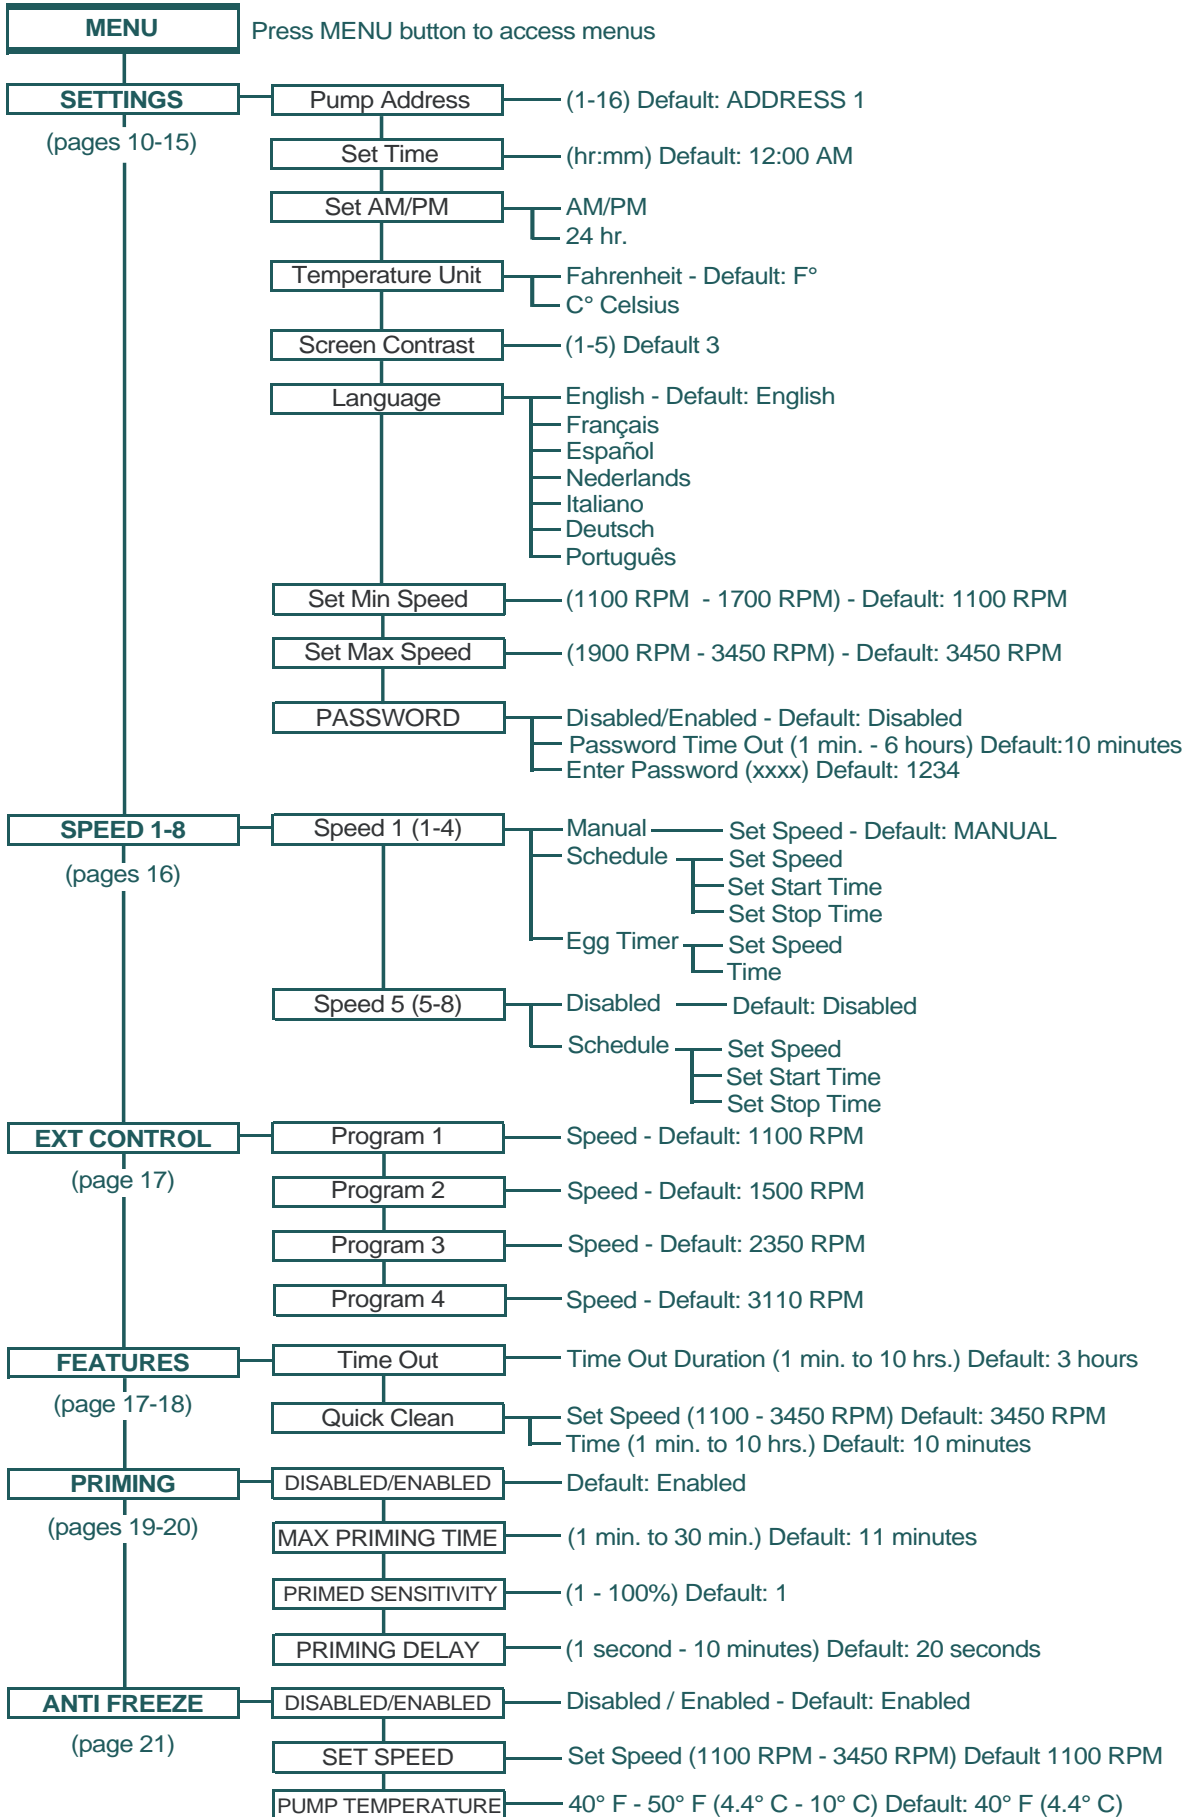 MENU
Press MENU button to access menus
SETTINGS
(pages 10-15)
Pump Address
(1-16) Default: ADDRESS 1
Set Time
(hr:mm) Default: 12:00 AM
Set AM/PM
AM/PM
24 hr.
Temperature Unit
Fahrenheit - Default: F°
C° Celsius
Screen Contrast
(1-5) Default 3
Language
English - Default: English
Français
Español
Nederlands
Italiano
Deutsch
Português
Set Min Speed
(1100 RPM - 1700 RPM) - Default: 1100 RPM
Set Max Speed
(1900 RPM - 3450 RPM) - Default: 3450 RPM
PASSWORD
Disabled/Enabled - Default: Disabled
Password Time Out (1 min. - 6 hours) Default:10 minutes
Enter Password (xxxx) Default: 1234
SPEED 1-8
(pages 16)
Speed 1 (1-4)
Manual
Set Speed - Default: MANUAL
Schedule
Set Speed
Set Start Time
Set Stop Time
Egg Timer
Set Speed
Time
Speed 5 (5-8)
Disabled
Default: Disabled
Schedule
Set Speed
Set Start Time
Set Stop Time
EXT CONTROL
(page 17)
Program 1
Speed - Default: 1100 RPM
Program 2
Speed - Default: 1500 RPM
Program 3
Speed - Default: 2350 RPM
Program 4
Speed - Default: 3110 RPM
FEATURES
(page 17-18)
Time Out
Time Out Duration (1 min. to 10 hrs.) Default: 3 hours
Quick Clean
Set Speed (1100 - 3450 RPM) Default: 3450 RPM
Time (1 min. to 10 hrs.) Default: 10 minutes
PRIMING
(pages 19-20)
DISABLED/ENABLED
Default: Enabled
MAX PRIMING TIME
(1 min. to 30 min.) Default: 11 minutes
PRIMED SENSITIVITY
(1 - 100%) Default: 1
PRIMING DELAY
(1 second - 10 minutes) Default: 20 seconds
ANTI FREEZE
(page 21)
DISABLED/ENABLED
Disabled / Enabled - Default: Enabled
SET SPEED
Set Speed (1100 RPM - 3450 RPM) Default 1100 RPM
PUMP TEMPERATURE
40° F - 50° F (4.4° C - 10° C) Default: 40° F (4.4° C)